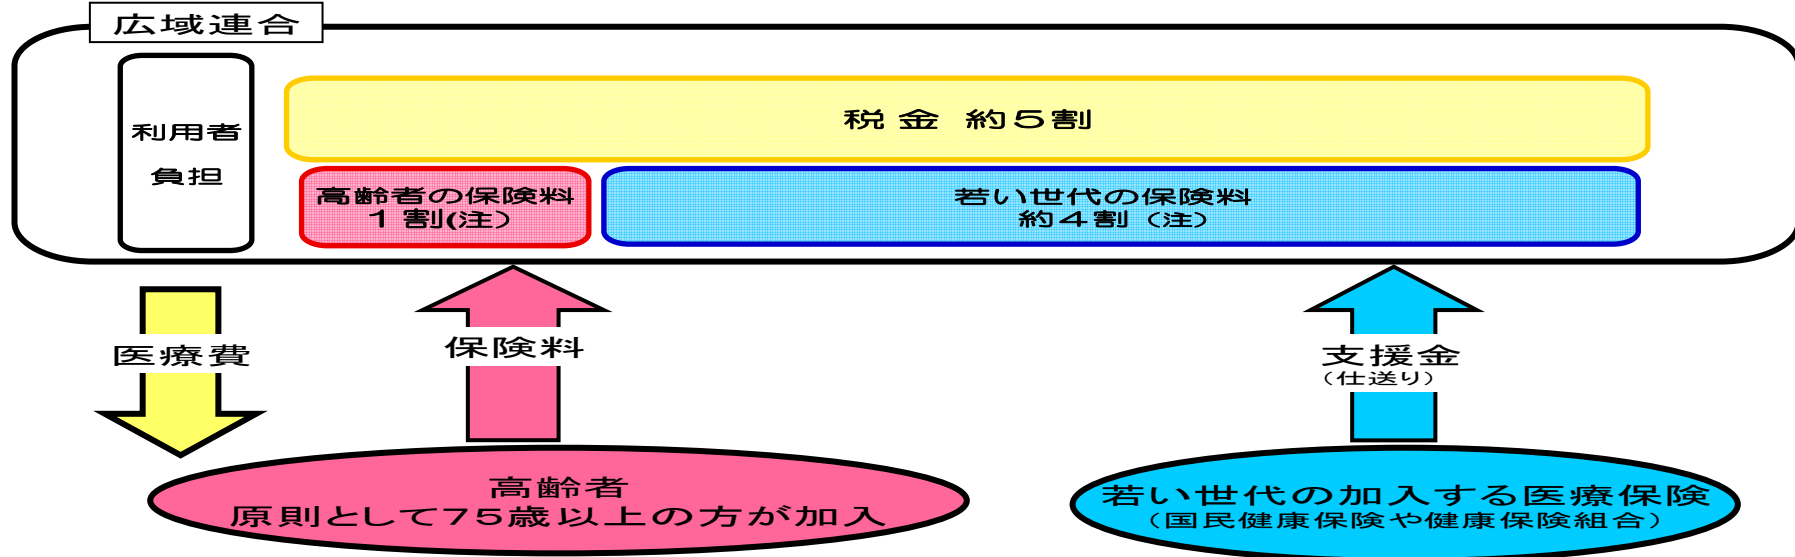 広域連合
利用者
負担
税金 約5割
高齢者の保険料
1割(注)
若い世代の保険料
約4割(注)
医療費
保険料
支援金
(仕送り)
高齢者
原則として75歳以上の方が加入
若い世代の加入する医療保険
(国民健康保険や健康保険組合)